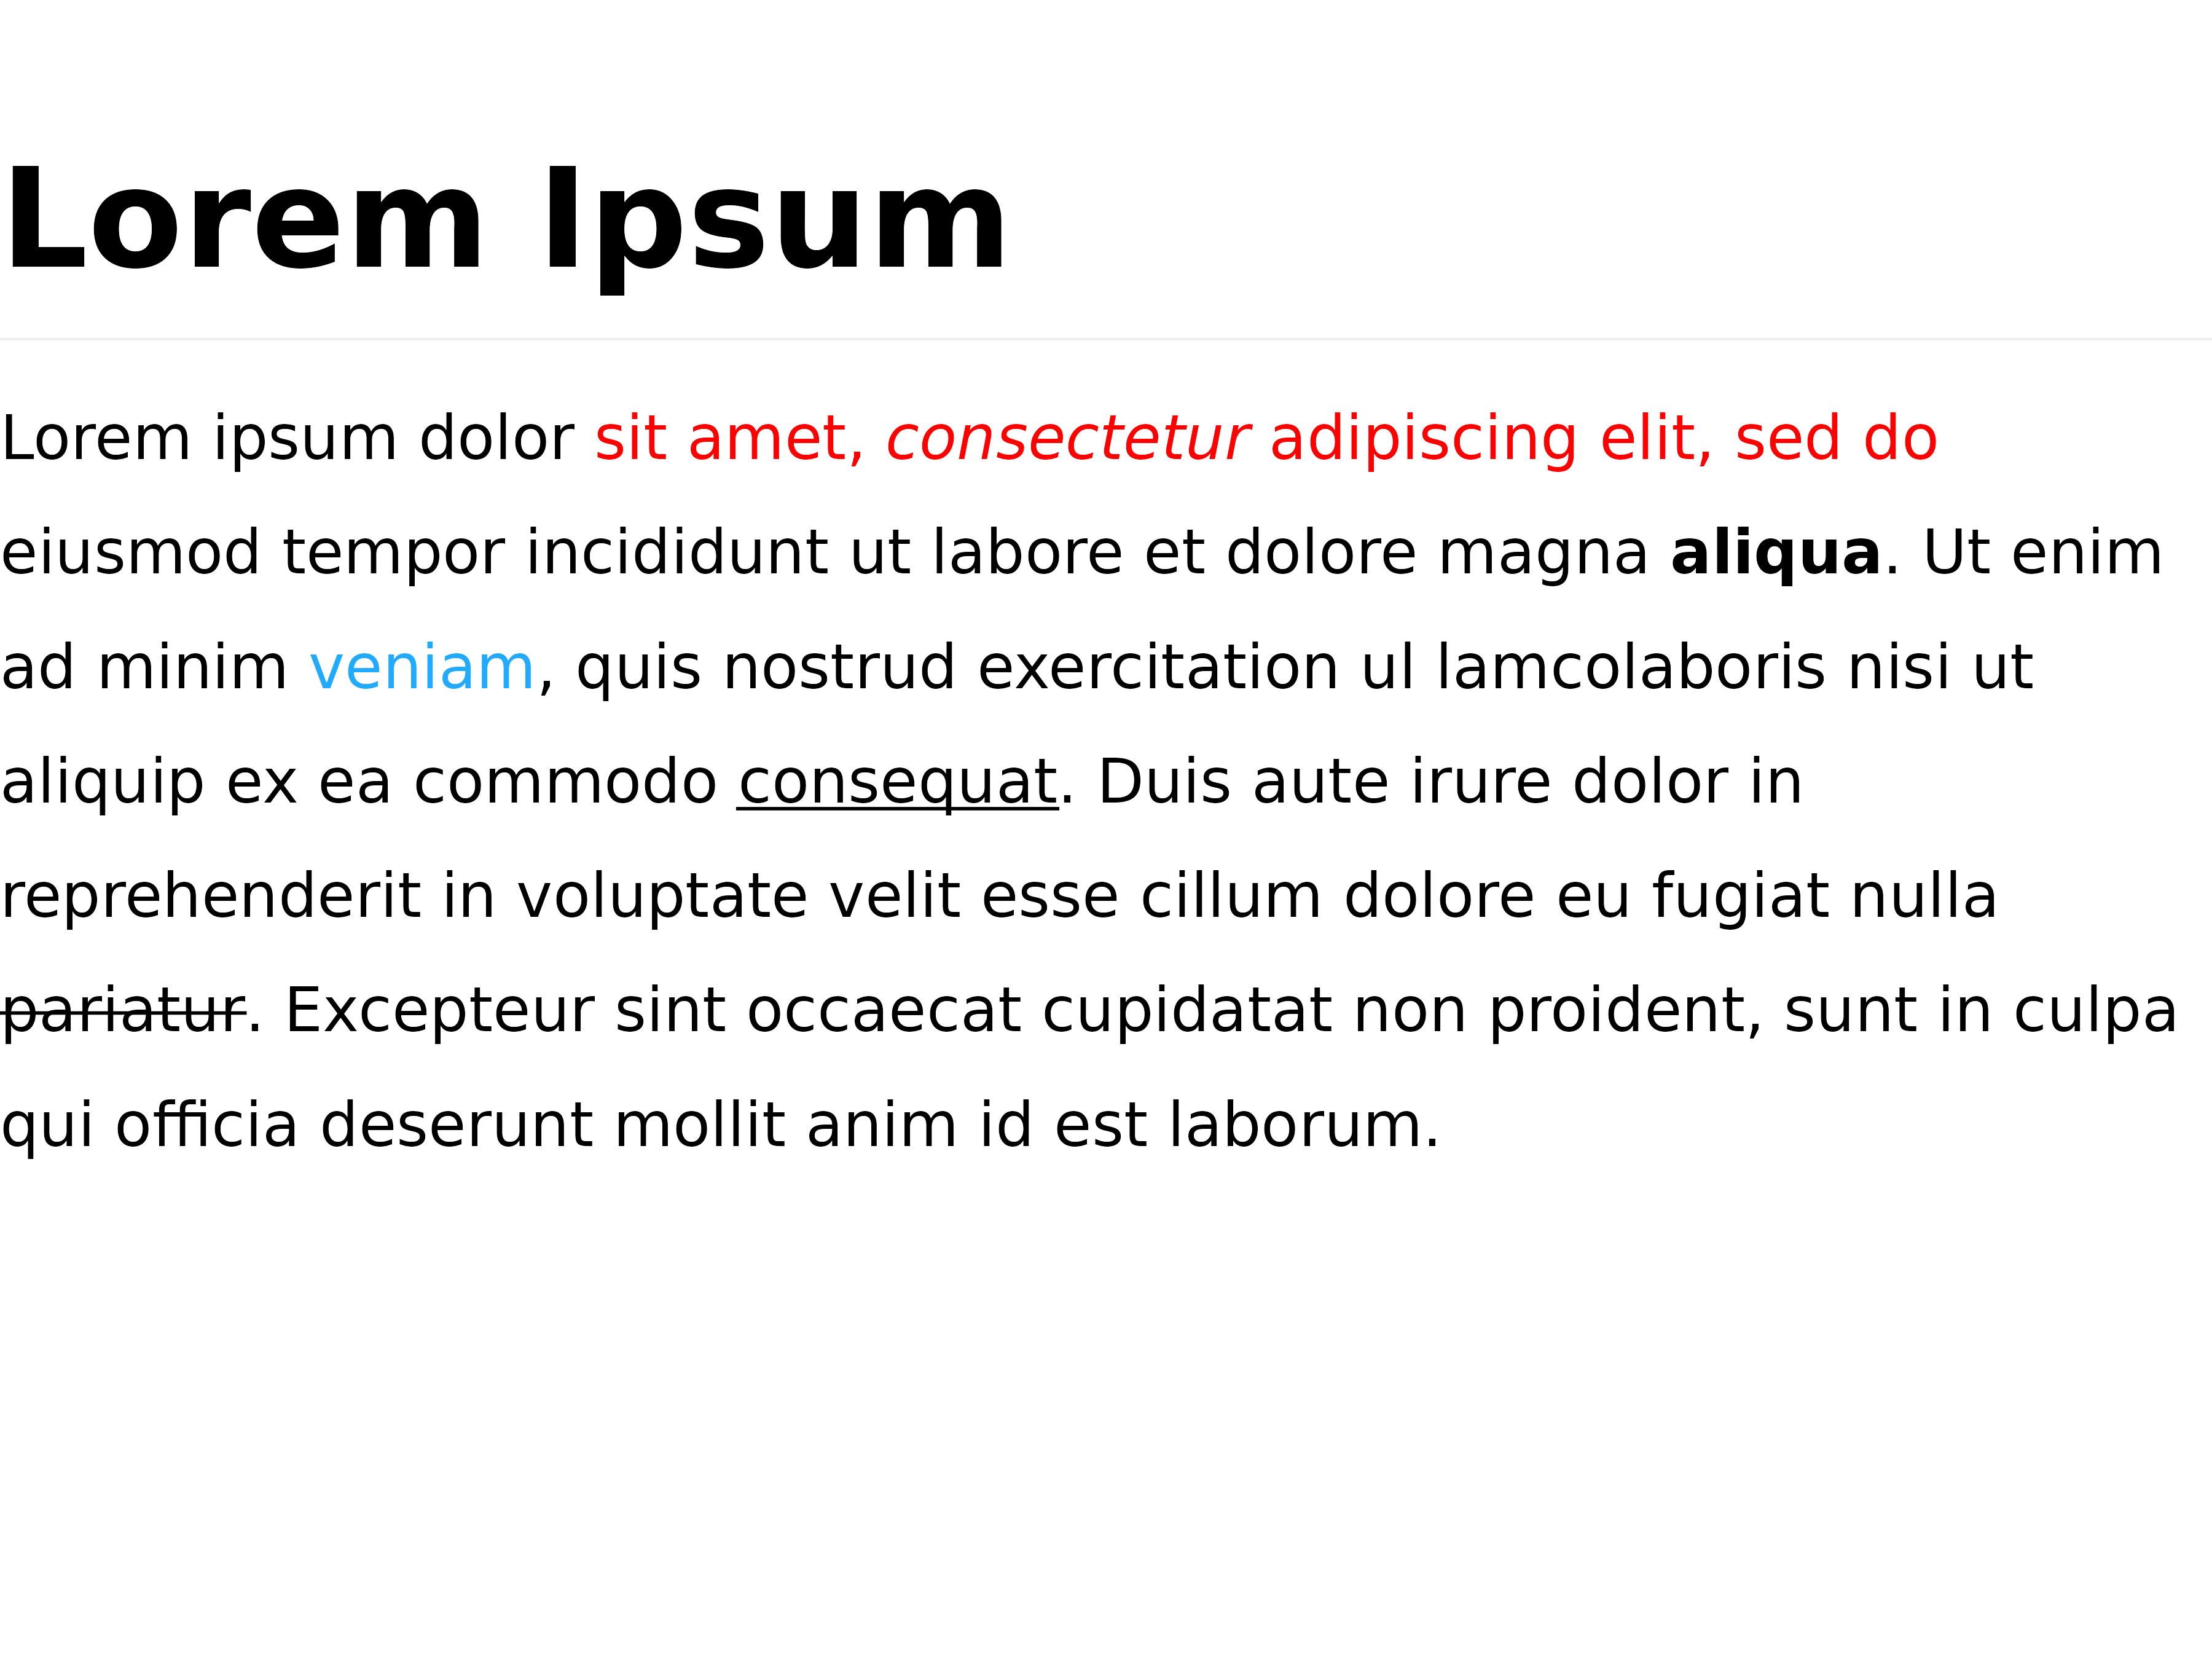 Lorem Ipsum
Lorem ipsum dolor sit amet, consectetur adipiscing elit, sed do
eiusmod tempor incididunt ut labore et dolore magna aliqua. Ut enim
ad minim veniam, quis nostrud exercitation ul lamcolaboris nisi ut
aliquip ex ea commodo consequat. Duis aute irure dolor in
reprehenderit in voluptate velit esse cillum dolore eu fugiat nulla
pariatur. Excepteur sint occaecat cupidatat non proident, sunt in culpa
qui officia deserunt mollit anim id est laborum.